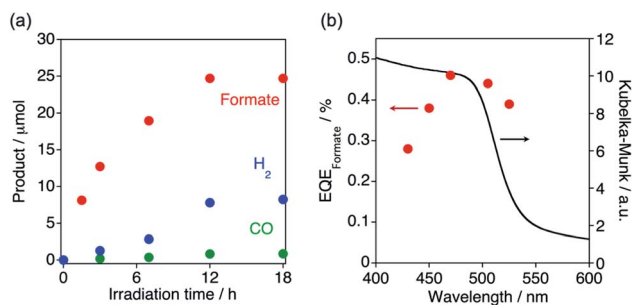 (a)
30
25
20
15
10
5
0
Product / μmol
Formate
H2
CO
0 6 12 18
Irradiation time / h
(b)
0.5
0.4
0.3
0.2
0.1
0
EQEFormate / %
12
10
8
6
4
2
0
Kubelka-Munk / a.u.
400 450 500 550 600
Wavelength / nm